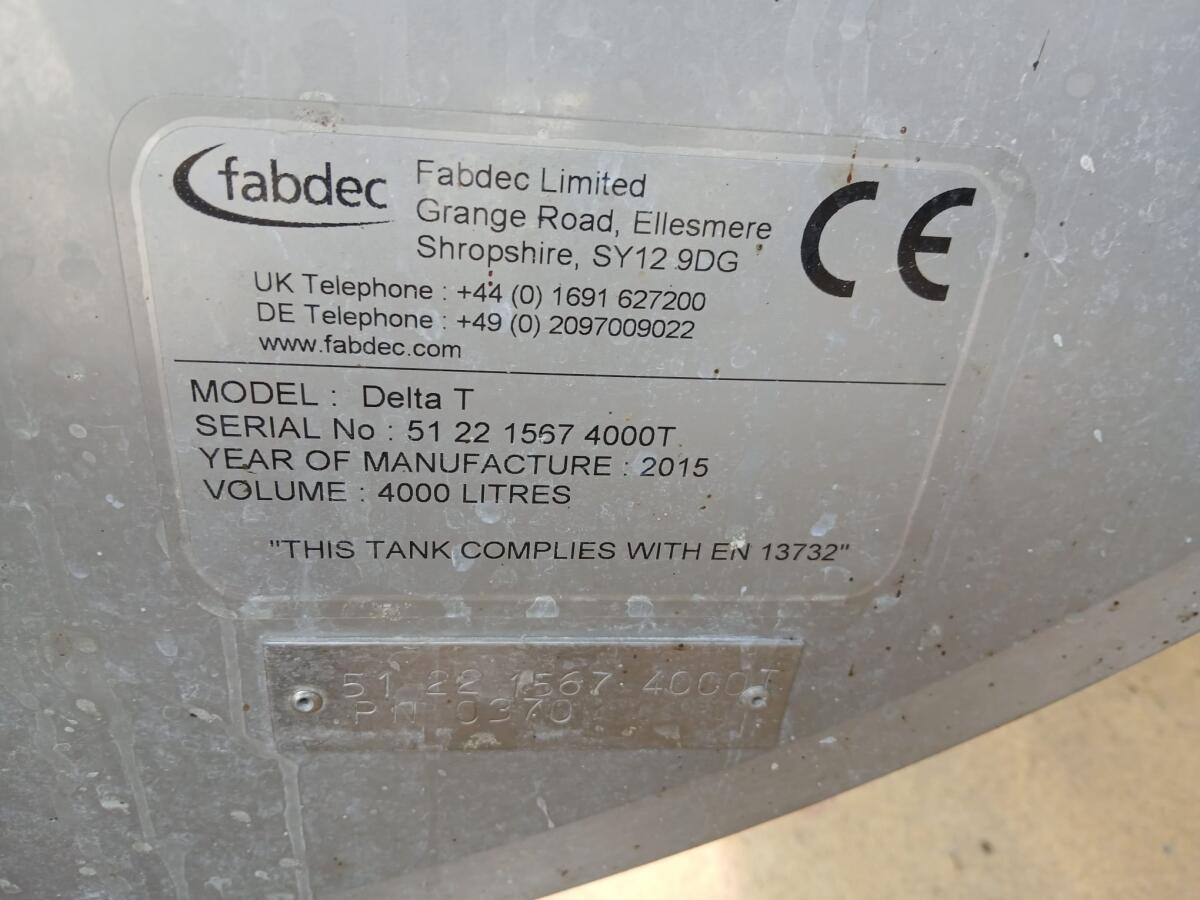 fabdec
Fabdec Limited
Grange Road, Ellesmere
Shropshire, SY12 9DG
CE
UK Telephone : +44 (0) 1691 627200
DE Telephone : +49 (0) 2097009022
www.fabdec.com
MODEL : Delta T
SERIAL No : 51 22 1567 4000T
YEAR OF MANUFACTURE : 2015
VOLUME : 4000 LITRES
"THIS TANK COMPLIES WITH EN 13732"
51 22 1567 4000T
PN 0370